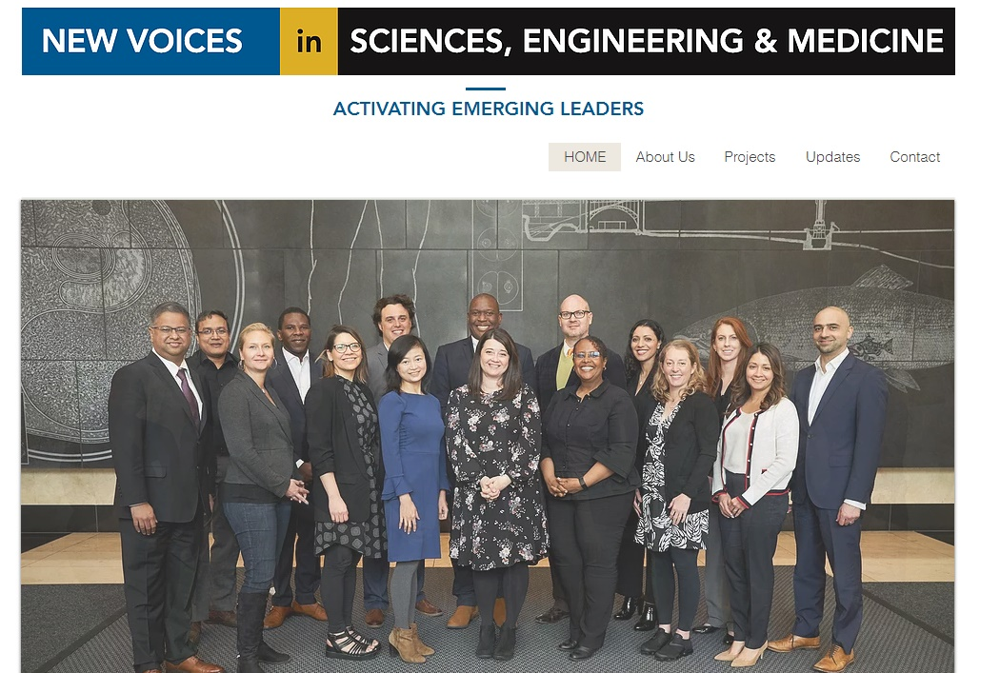 NEW VOICES in SCIENCES, ENGINEERING & MEDICINE
ACTIVATING EMERGING LEADERS
HOME About Us Projects Updates Contact